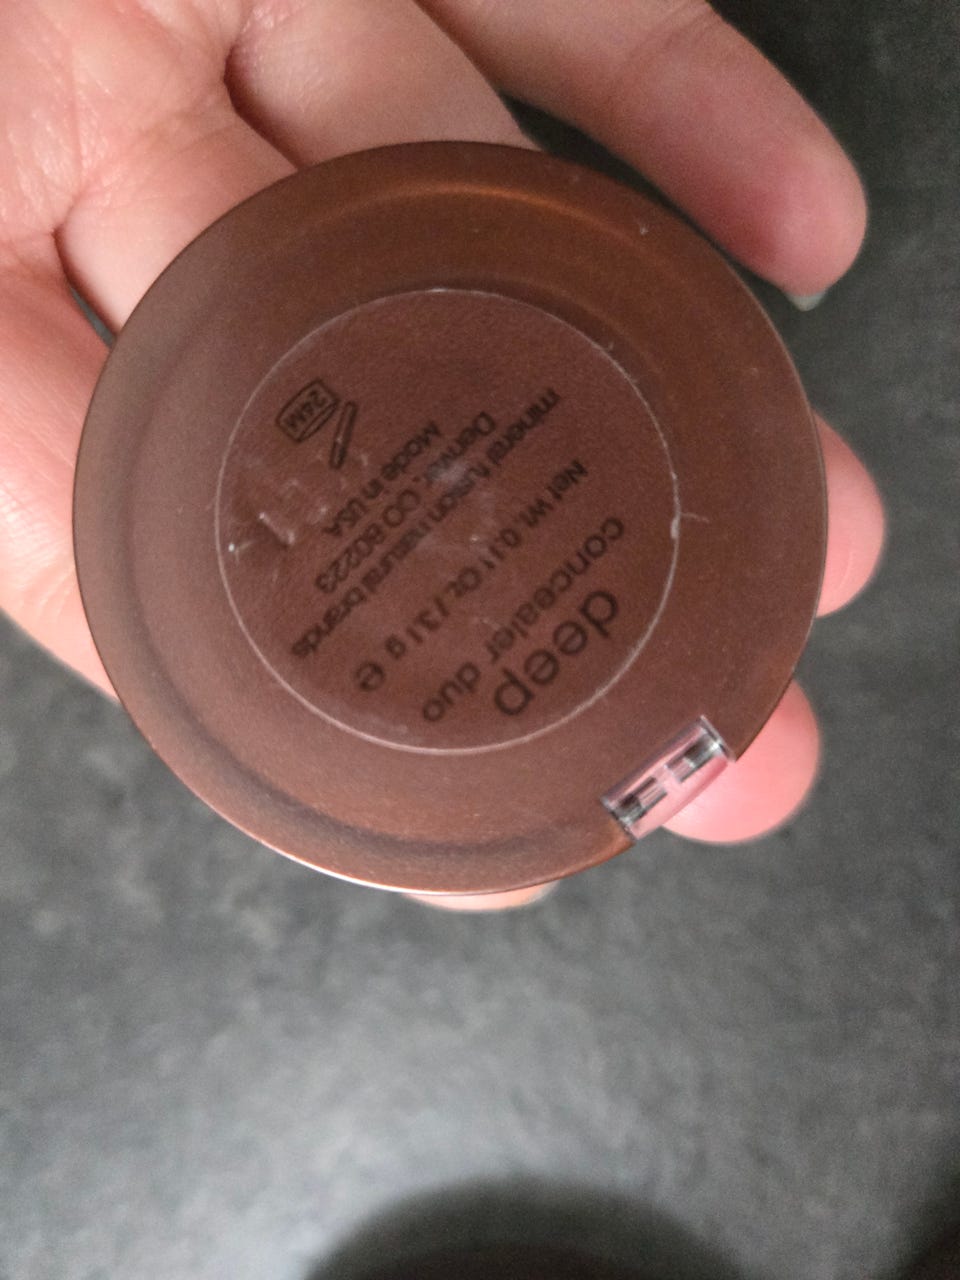 deep
concealer duo
Net Wt. 0.11 Oz. / 3.1 g e
mineral fusion natural brands
Denver, CO 80223
Made in USA
24M